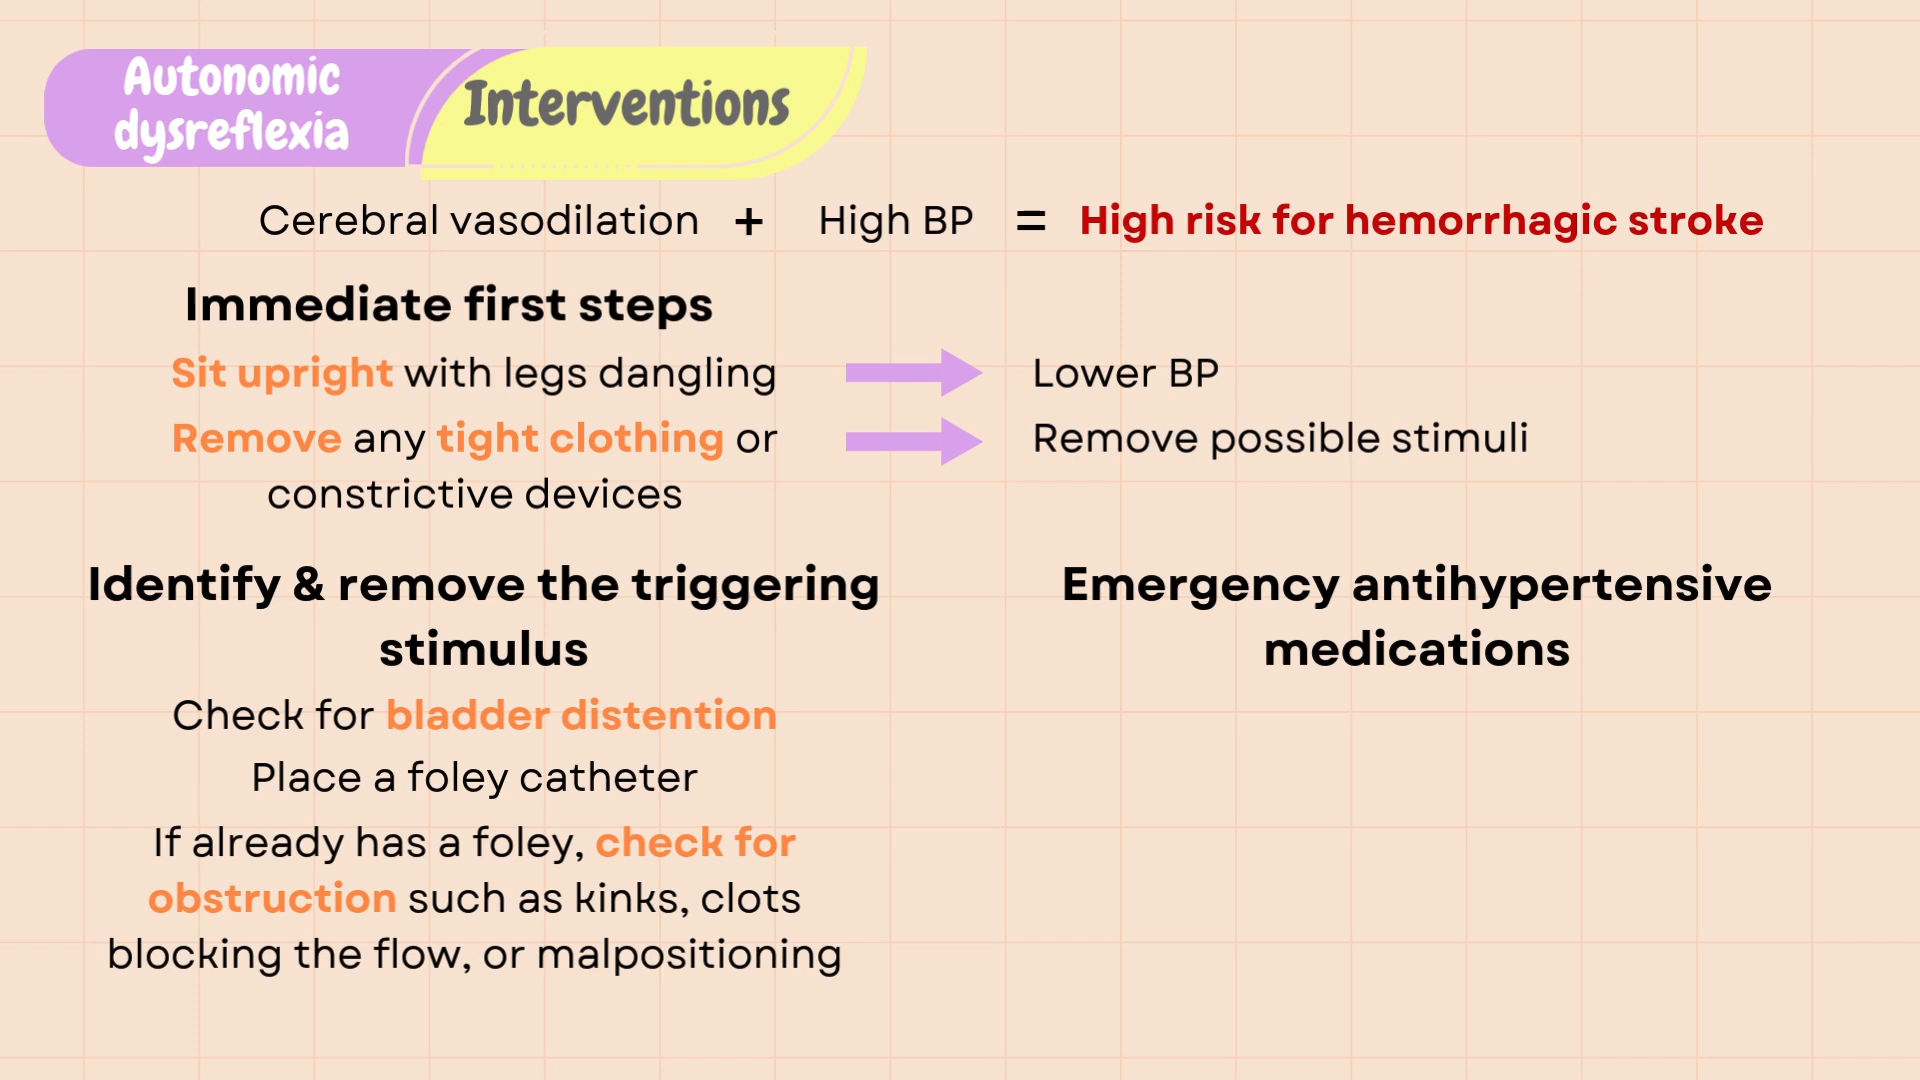 Autonomic
dysreflexia
Interventions
Cerebral vasodilation + High BP = High risk for hemorrhagic stroke
Immediate first steps
Sit upright with legs dangling
Lower BP
Remove any tight clothing or
constrictive devices
Remove possible stimuli
Identify & remove the triggering
stimulus
Check for bladder distention
Place a foley catheter
If already has a foley, check for
obstruction such as kinks, clots
blocking the flow, or malpositioning
Emergency antihypertensive
medications